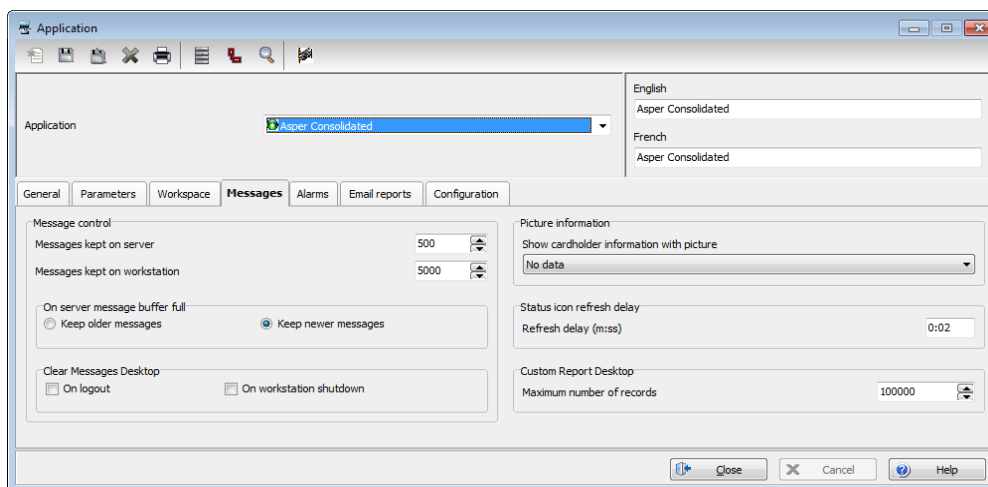 Application
English
Asper Consolidated
Application
Asper Consolidated
French
Asper Consolidated
General Parameters Workspace Messages Alarms Email reports Configuration
Message control
Messages kept on server 500
Messages kept on workstation 5000
On server message buffer full
Keep older messages Keep newer messages
Clear Messages Desktop
On logout On workstation shutdown
Picture information
Show cardholder information with picture
No data
Status icon refresh delay
Refresh delay (m:ss) 0:02
Custom Report Desktop
Maximum number of records 100000
Close Cancel Help